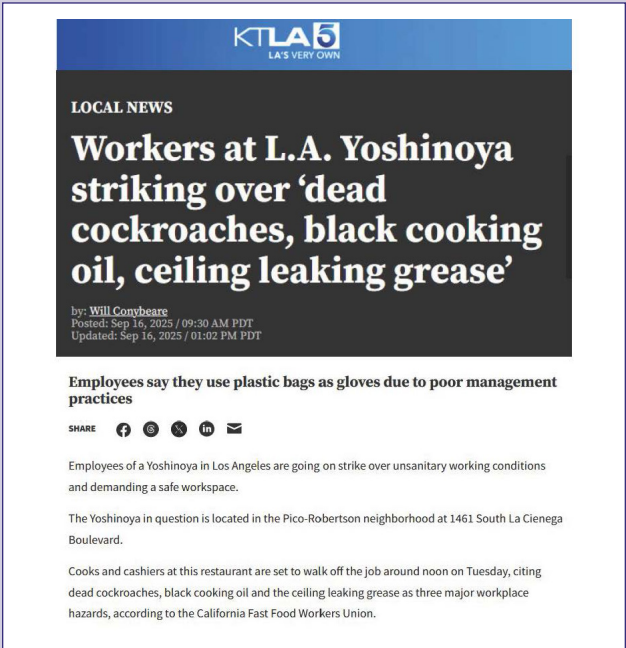 KTLA 5
LA'S VERY OWN
LOCAL NEWS
Workers at L.A. Yoshinoya
striking over ‘dead
cockroaches, black cooking
oil, ceiling leaking grease’
by: Will Conybeare
Posted: Sep 16, 2025 / 09:30 AM PDT
Updated: Sep 16, 2025 / 01:02 PM PDT
Employees say they use plastic bags as gloves due to poor management
practices
SHARE
Employees of a Yoshinoya in Los Angeles are going on strike over unsanitary working conditions
and demanding a safe workspace.
The Yoshinoya in question is located in the Pico-Robertson neighborhood at 1461 South La Cienega
Boulevard.
Cooks and cashiers at this restaurant are set to walk off the job around noon on Tuesday, citing
dead cockroaches, black cooking oil and the ceiling leaking grease as three major workplace
hazards, according to the California Fast Food Workers Union.